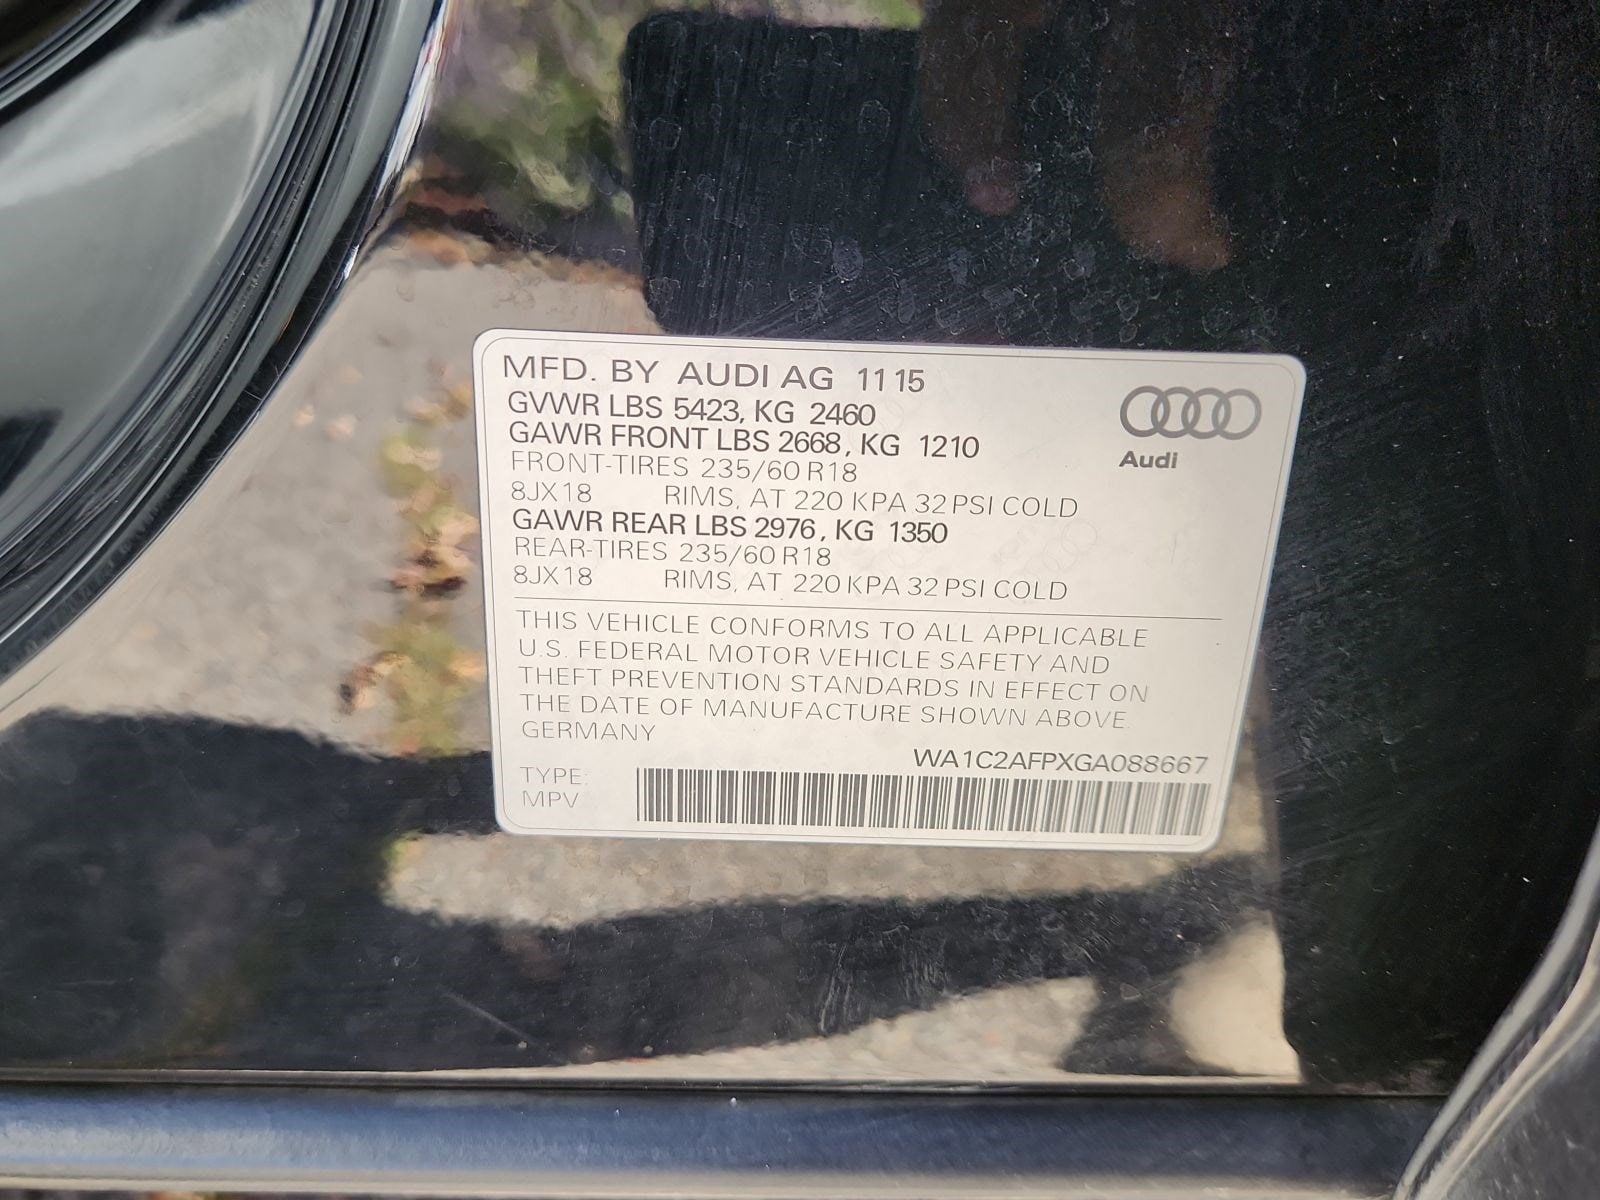 MFD. BY AUDI AG 11 15
GVWR LBS 5423, KG 2460
GAWR FRONT LBS 2668, KG 1210
FRONT-TIRES 235/60 R18
8JX18 RIMS, AT 220 KPA 32 PSI COLD
GAWR REAR LBS 2976, KG 1350
REAR-TIRES 235/60 R18
8JX18 RIMS, AT 220 KPA 32 PSI COLD
Audi
THIS VEHICLE CONFORMS TO ALL APPLICABLE
U.S. FEDERAL MOTOR VEHICLE SAFETY AND
THEFT PREVENTION STANDARDS IN EFFECT ON
THE DATE OF MANUFACTURE SHOWN ABOVE.
GERMANY
WA1C2AFPXGA088667
TYPE:
MPV